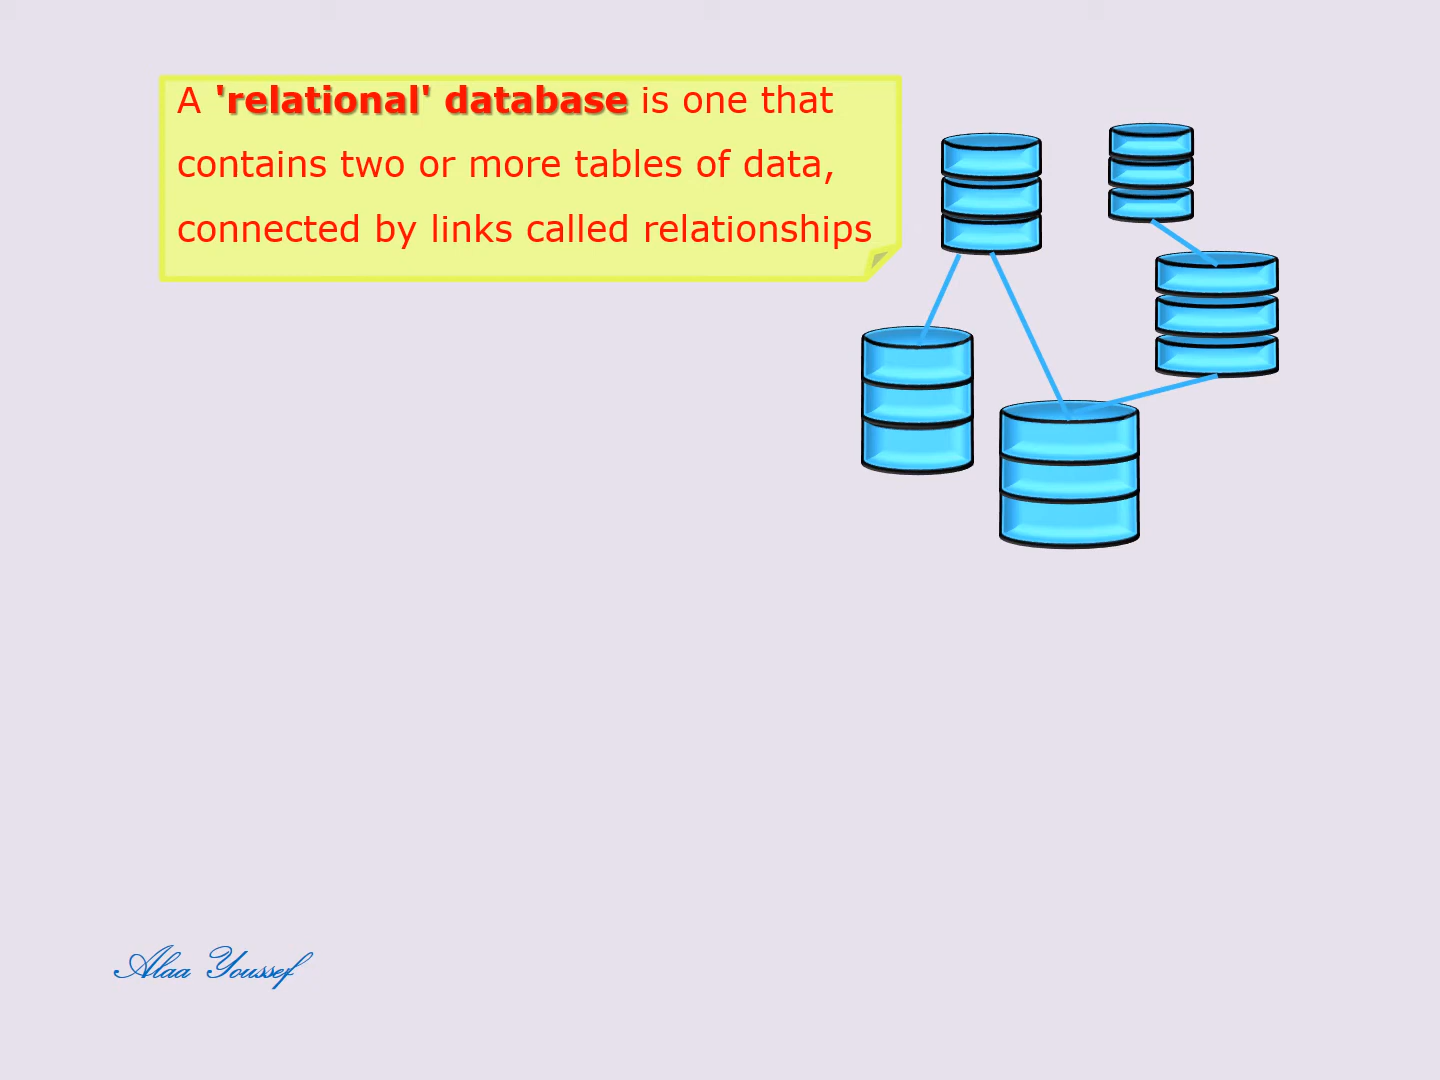 A 'relational' database is one that
contains two or more tables of data,
connected by links called relationships
Alaa Youssef